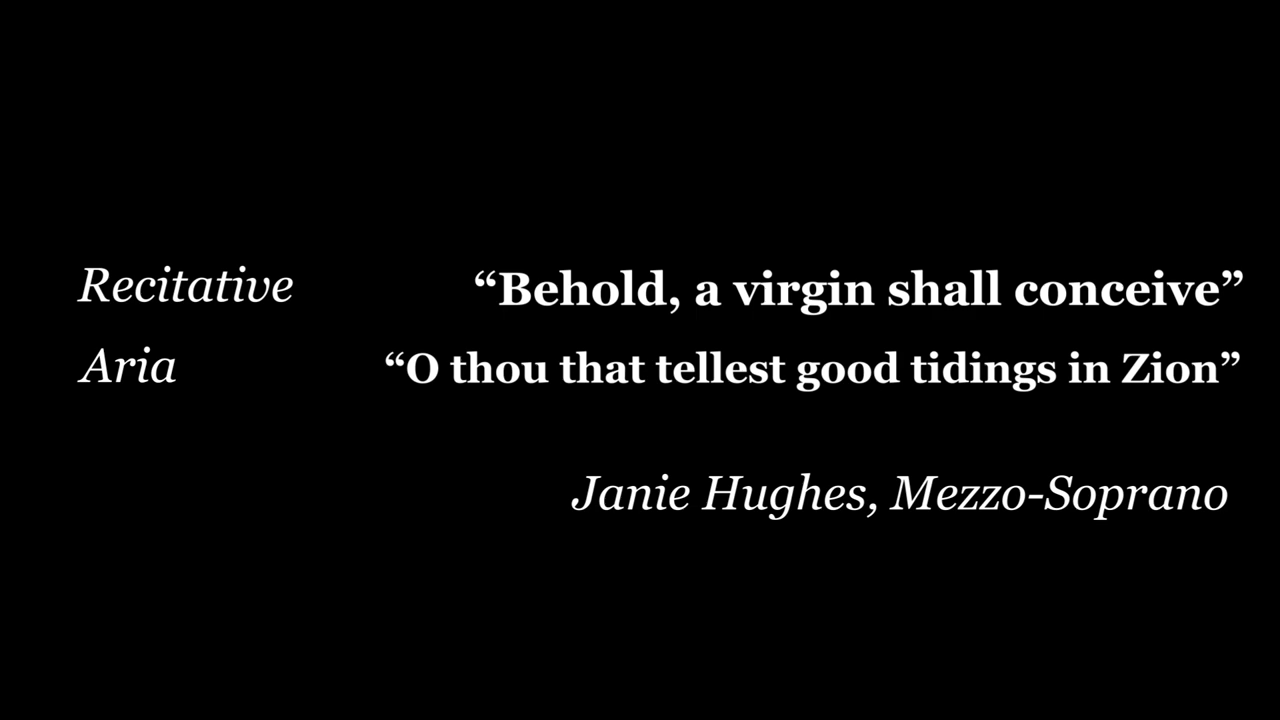 Recitative “Behold, a virgin shall conceive”
Aria “O thou that tellest good tidings in Zion”
Janie Hughes, Mezzo-Soprano